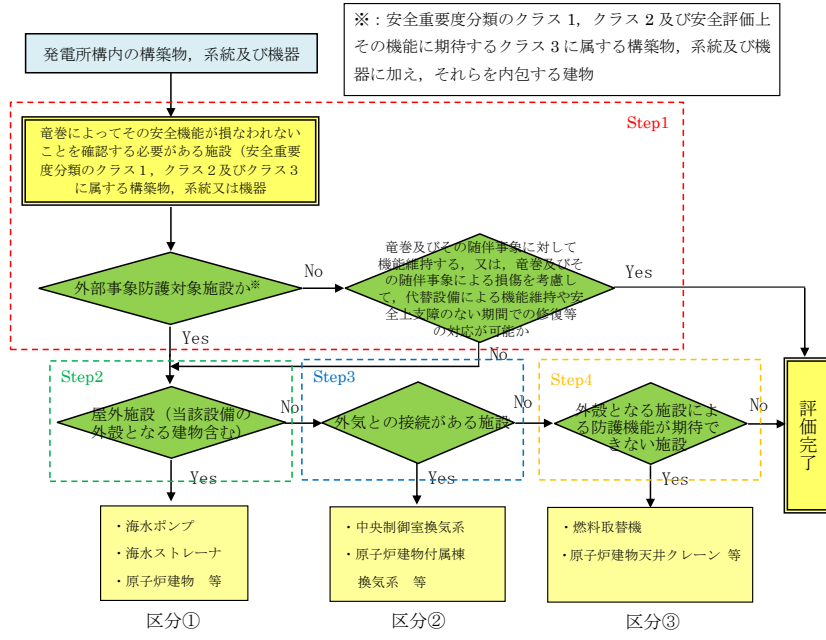 ※：安全重要度分類のクラス１，クラス２及び安全評価上
その機能に期待するクラス３に属する構築物，系統及び機
器に加え，それらを内包する建物
発電所構内の構築物，系統及び機器
Step1
竜巻によってその安全機能が損なわれない
ことを確認する必要がある施設（安全重要
度分類のクラス１，クラス２及びクラス３
に属する構築物，系統又は機器
外部事象防護対象施設か※
No
竜巻及びその随伴事象に対して
機能維持する，又は，竜巻及びそ
の随伴事象による損傷を考慮し
て，代替設備による機能維持や安
全上支障のない期間での修復等
の対応が可能か
Yes
Yes
No
Step2
屋外施設（当該設備の
外殻となる建物含む）
No
Yes
Step3
外気との接続がある施設
No
Yes
Step4
外殻となる施設によ
る防護機能が期待で
きない施設
No
Yes
評価完了
・海水ポンプ
・海水ストレーナ
・原子炉建物　等
区分①
・中央制御室換気系
・原子炉建物付属棟
換気系　等
区分②
・燃料取替機
・原子炉建物天井クレーン 等
区分③